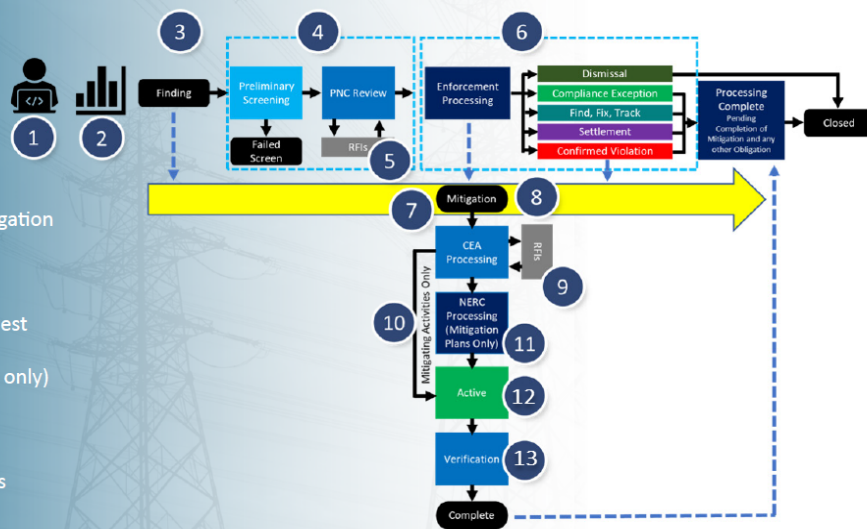 3
4
6
1
2
Finding
Preliminary
Screening
PNC Review
Failed
Screen
RFIs
5
Enforcement
Processing
Dismissal
Compliance Exception
Find, Fix, Track
Settlement
Confirmed Violation
Processing
Complete
Pending
Completion of
Mitigation and any
other Obligation
Closed
Mitigation
7
8
gation
CEA
Processing
RFIs
9
est
only)
s
10
Mitigating Activities Only
NERC
Processing
(Mitigation
Plans Only)
11
Active
12
Verification
13
Complete